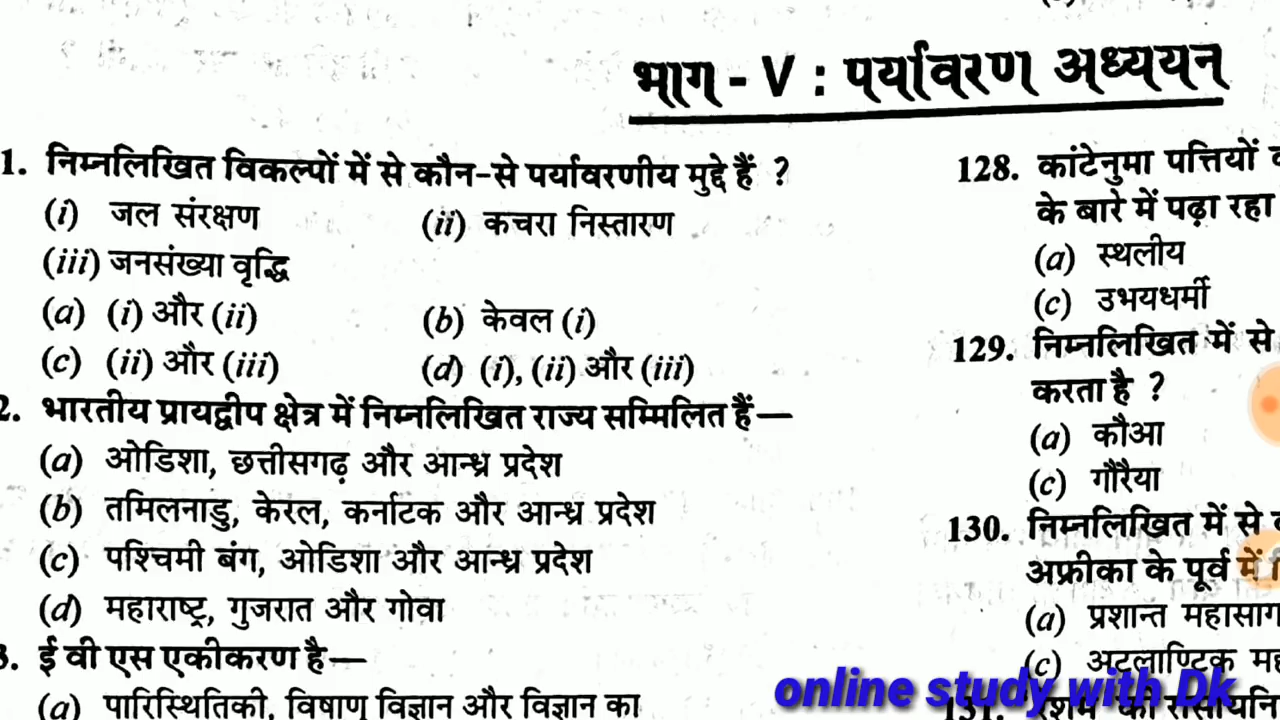 भाग - V : पर्यावरण अध्ययन
1. निम्नलिखित विकल्पों में से कौन-से पर्यावरणीय मुद्दे हैं ?
(i) जल संरक्षण (ii) कचरा निस्तारण
(iii) जनसंख्या वृद्धि
(a) (i) और (ii) (b) केवल (i)
(c) (ii) और (iii) (d) (i), (ii) और (iii)
2. भारतीय प्रायद्वीप क्षेत्र में निम्नलिखित राज्य सम्मिलित हैं—
(a) ओडिशा, छत्तीसगढ़ और आन्ध्र प्रदेश
(b) तमिलनाडु, केरल, कर्नाटक और आन्ध्र प्रदेश
(c) पश्चिमी बंग, ओडिशा और आन्ध्र प्रदेश
(d) महाराष्ट्र, गुजरात और गोवा
3. ई वी एस एकीकरण है—
(a) पारिस्थितिकी, विषाणु विज्ञान और विज्ञान का
128. कांटेनुमा पत्तियों
के बारे में पढ़ा रहा
(a) स्थलीय
(c) उभयधर्मी
129. निम्नलिखित में से
करता है ?
(a) कौआ
(c) गौरैया
130. निम्नलिखित में से
अफ्रीका के पूर्व में
(a) प्रशान्त
(c) अटलाण्टिक
131.
online study with Dk